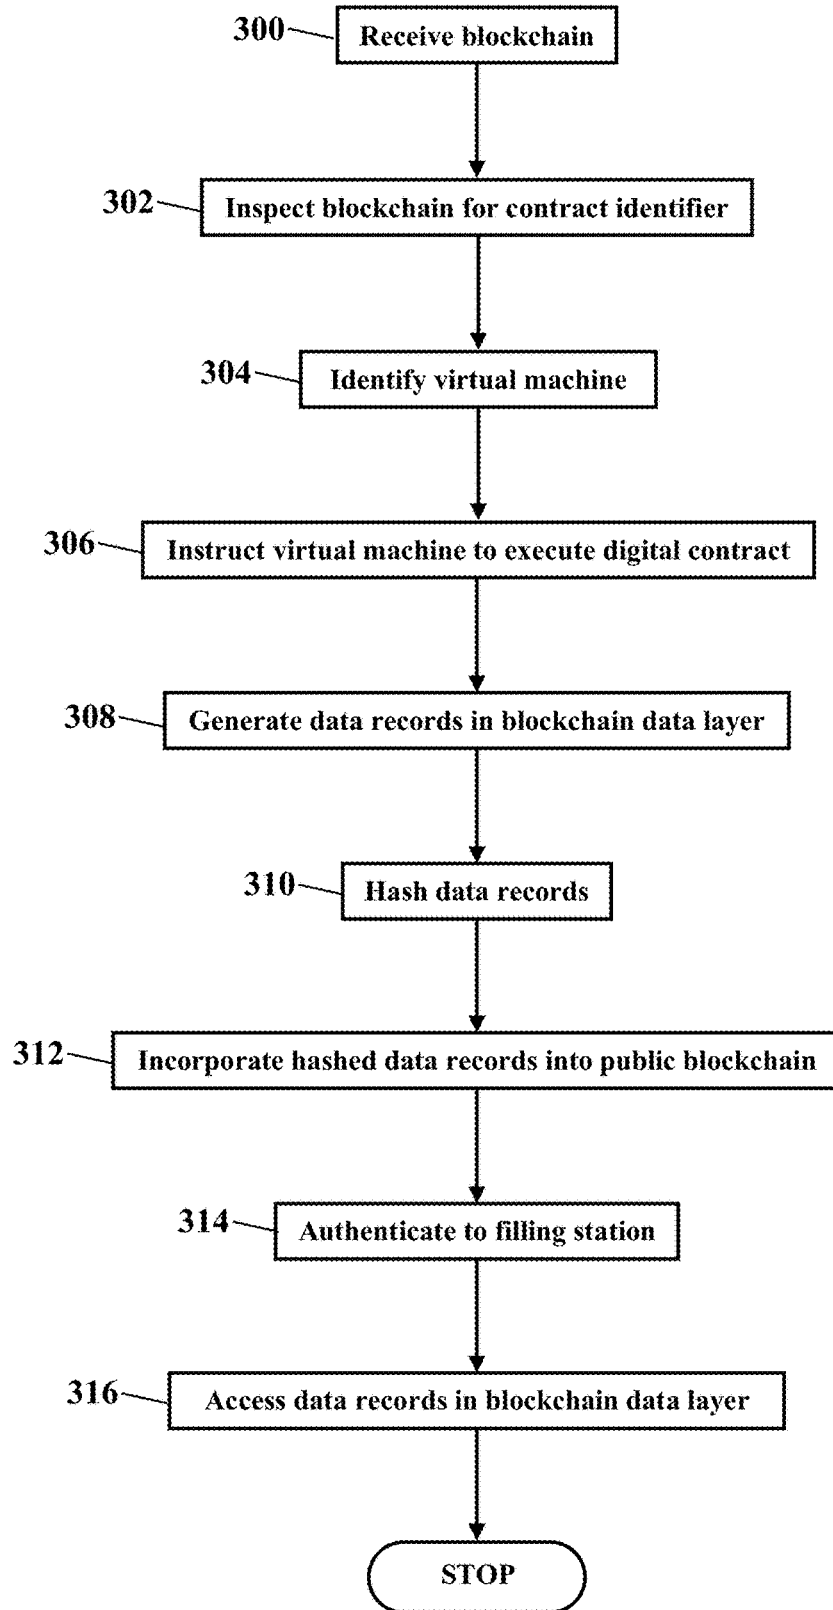 300 Receive blockchain
302 Inspect blockchain for contract identifier
304 Identify virtual machine
306 Instruct virtual machine to execute digital contract
308 Generate data records in blockchain data layer
310 Hash data records
312 Incorporate hashed data records into public blockchain
314 Authenticate to filling station
316 Access data records in blockchain data layer
STOP